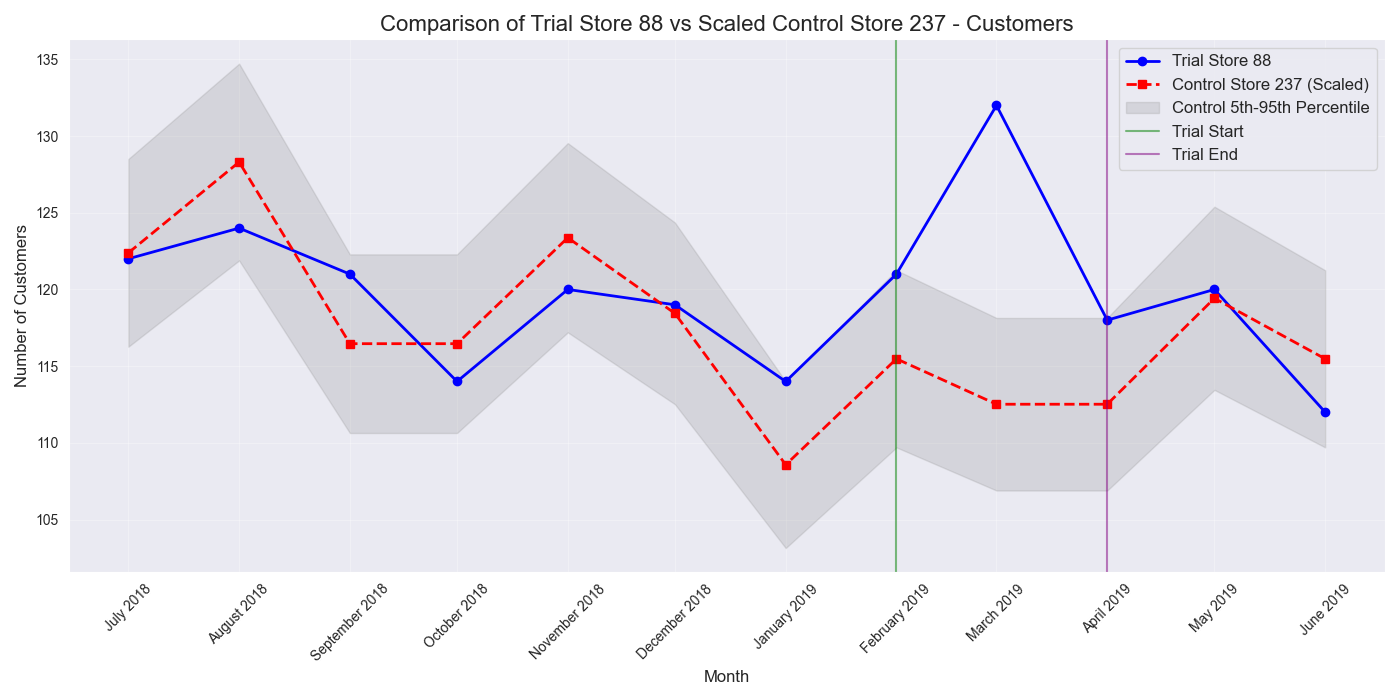 Comparison of Trial Store 88 vs Scaled Control Store 237 - Customers
Number of Customers
135
130
125
120
115
110
105
Trial Store 88
Control Store 237 (Scaled)
Control 5th-95th Percentile
Trial Start
Trial End
July 2018
August 2018
September 2018
October 2018
November 2018
December 2018
January 2019
February 2019
March 2019
April 2019
May 2019
June 2019
Month